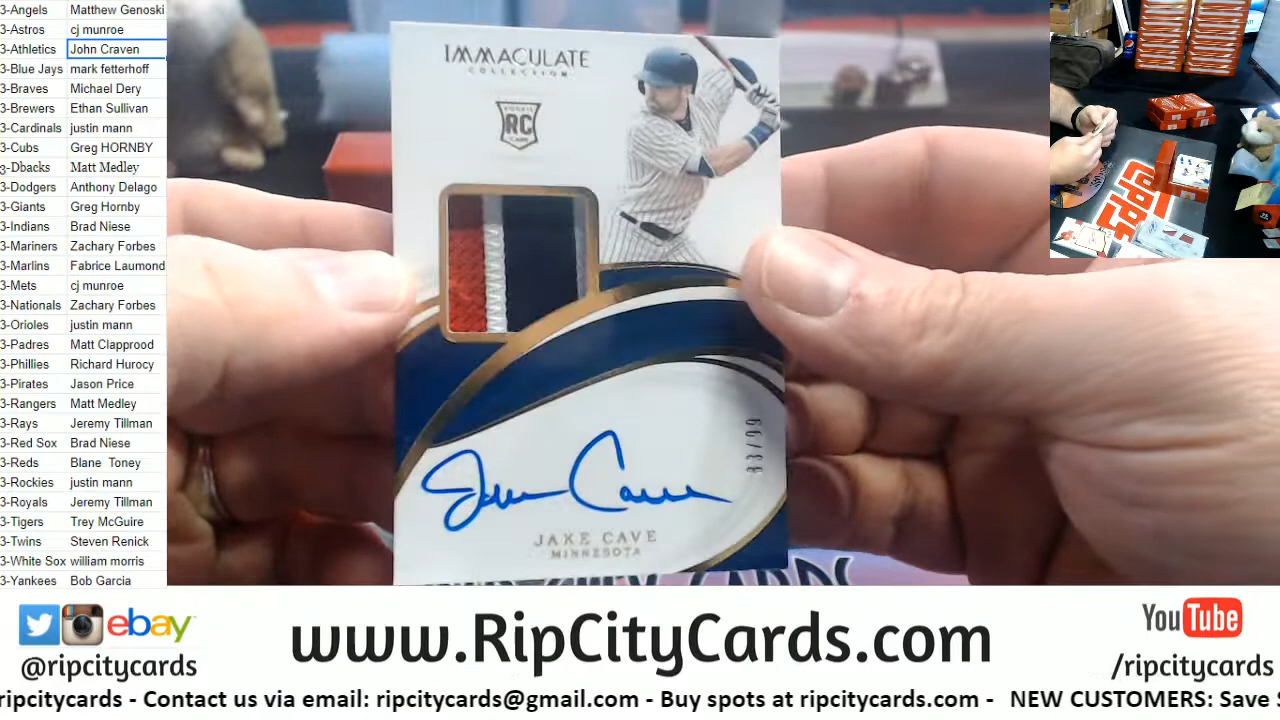 3-Angels Matthew Genoski
3-Astros cj munroe
3-Athletics John Craven
3-Blue Jays mark fetterhoff
3-Braves Michael Dery
3-Brewers Ethan Sullivan
3-Cardinals justin mann
3-Cubs Greg HORNBY
3-Dbacks Matt Medley
3-Dodgers Anthony Delago
3-Giants Greg Hornby
3-Indians Brad Niese
3-Mariners Zachary Forbes
3-Marlins Fabrice Laumond
3-Mets cj munroe
3-Nationals Zachary Forbes
3-Orioles justin mann
3-Padres Matt Clapprood
3-Phillies Richard Hurocy
3-Pirates Jason Price
3-Rangers Matt Medley
3-Rays Jeremy Tillman
3-Red Sox Brad Niese
3-Reds Blane Toney
3-Rockies justin mann
3-Royals Jeremy Tillman
3-Tigers Trey McGuire
3-Twins Steven Renick
3-White Sox william morris
3-Yankees Bob Garcia
IMMACULATE
COLLECTION
ROOKIE
RC
CARD
JAKE CAVE
MINNESOTA
ebay
@ripcitycards
www.RipCityCards.com
YouTube
/ripcitycards
ripcitycards - Contact us via email: ripcitycards@gmail.com - Buy spots at ripcitycards.com - NEW CUSTOMERS: Save